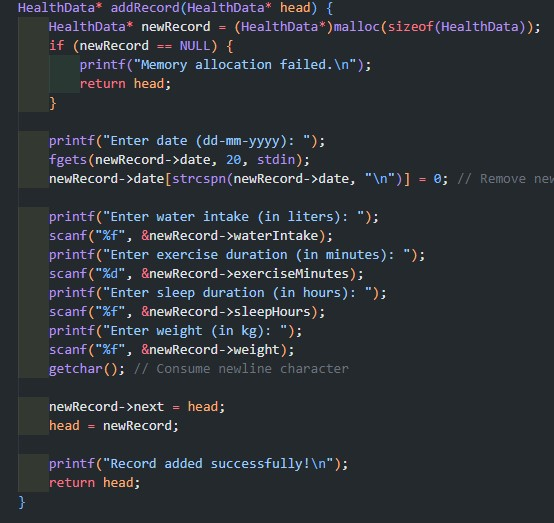 HealthData* addRecord(HealthData* head) {
    HealthData* newRecord = (HealthData*)malloc(sizeof(HealthData));
    if (newRecord == NULL) {
        printf("Memory allocation failed.\n");
        return head;
    }

    printf("Enter date (dd-mm-yyyy): ");
    fgets(newRecord->date, 20, stdin);
    newRecord->date[strcspn(newRecord->date, "\n")] = 0; // Remove new

    printf("Enter water intake (in liters): ");
    scanf("%f", &newRecord->waterIntake);
    printf("Enter exercise duration (in minutes): ");
    scanf("%d", &newRecord->exerciseMinutes);
    printf("Enter sleep duration (in hours): ");
    scanf("%f", &newRecord->sleepHours);
    printf("Enter weight (in kg): ");
    scanf("%f", &newRecord->weight);
    getchar(); // Consume newline character

    newRecord->next = head;
    head = newRecord;

    printf("Record added successfully!\n");
    return head;
}